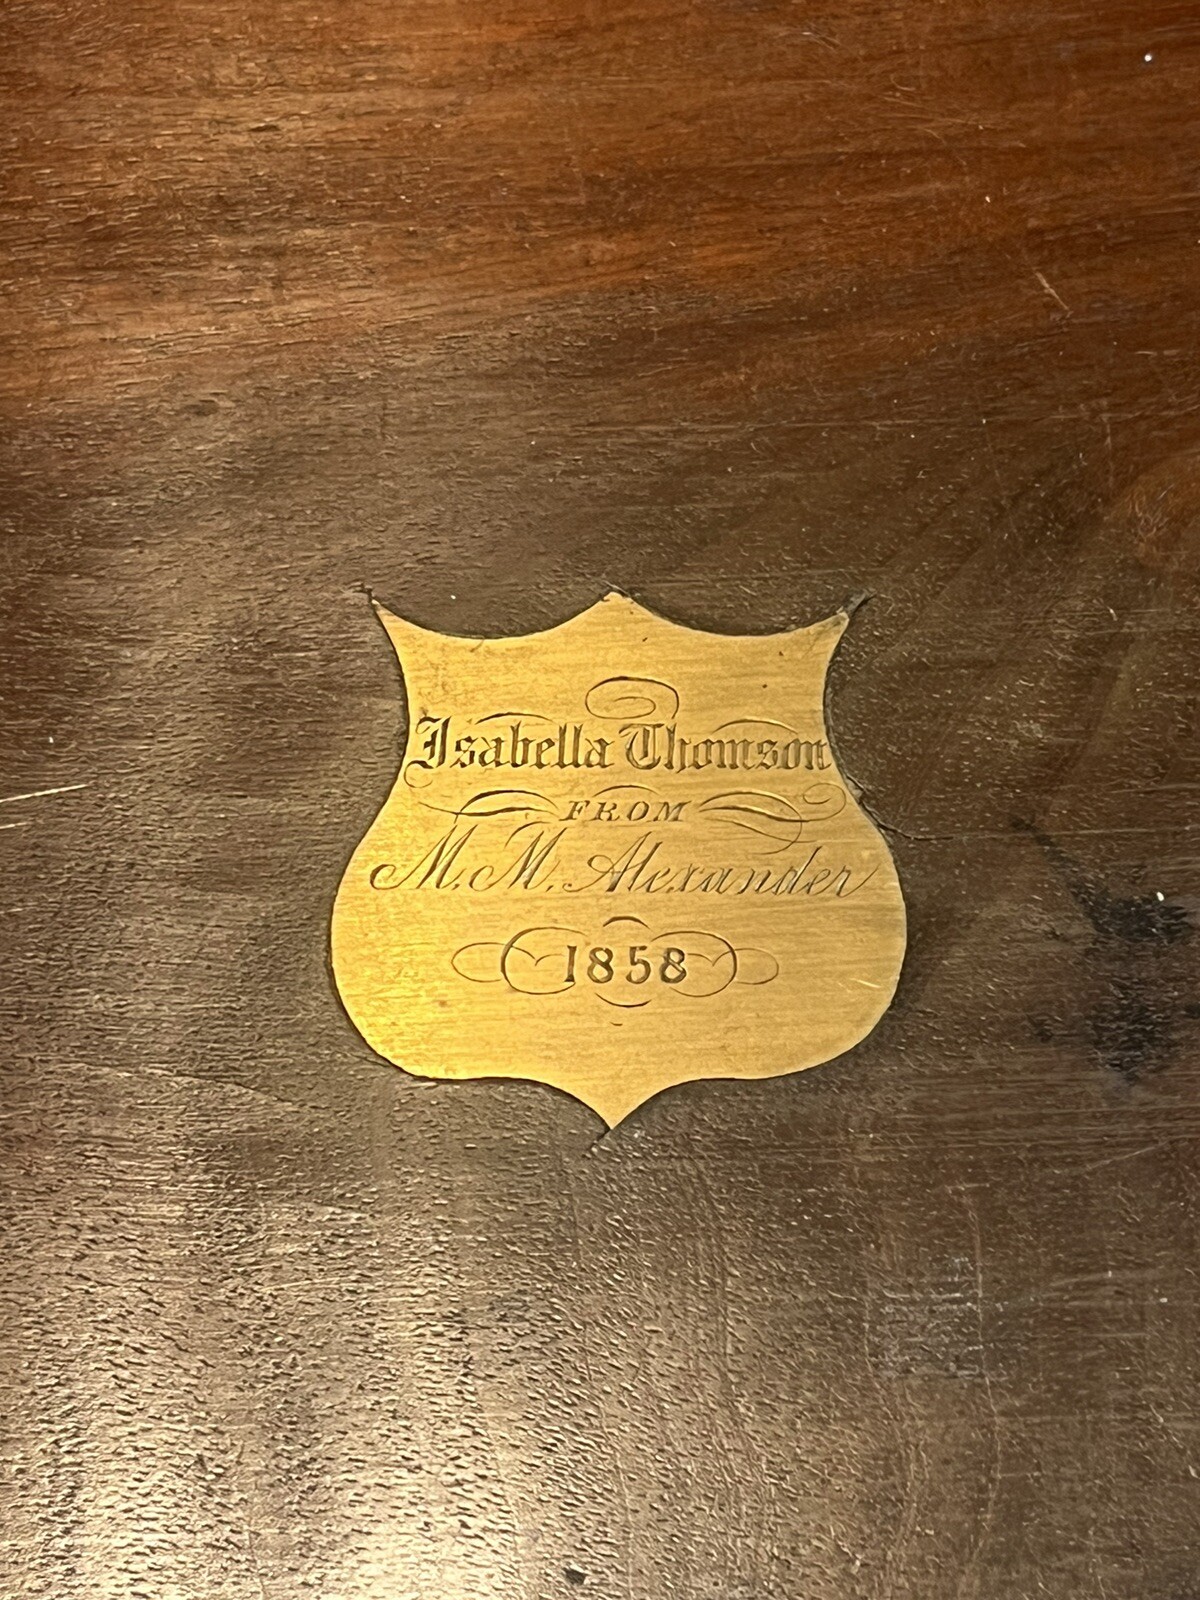 Isabella Thomson
FROM
M. M. Alexander
1858